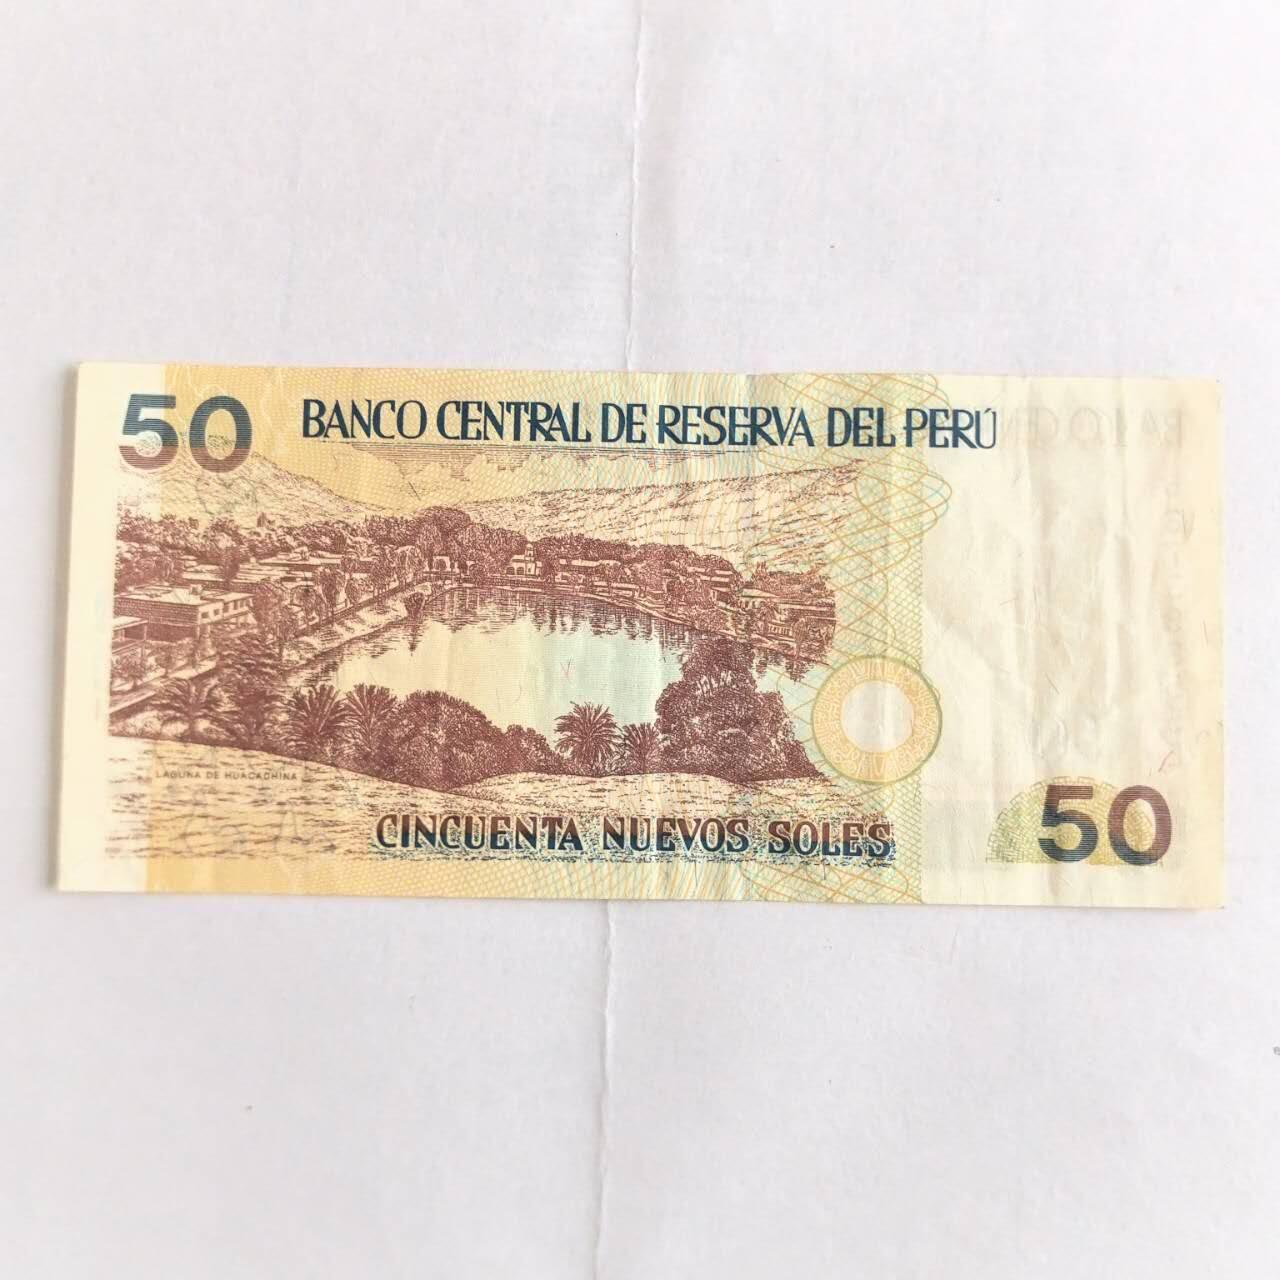 50
BANCO CENTRAL DE RESERVA DEL PERÚ
LAGUNA DE HUACACHINA
CINCUENTA NUEVOS SOLES
50